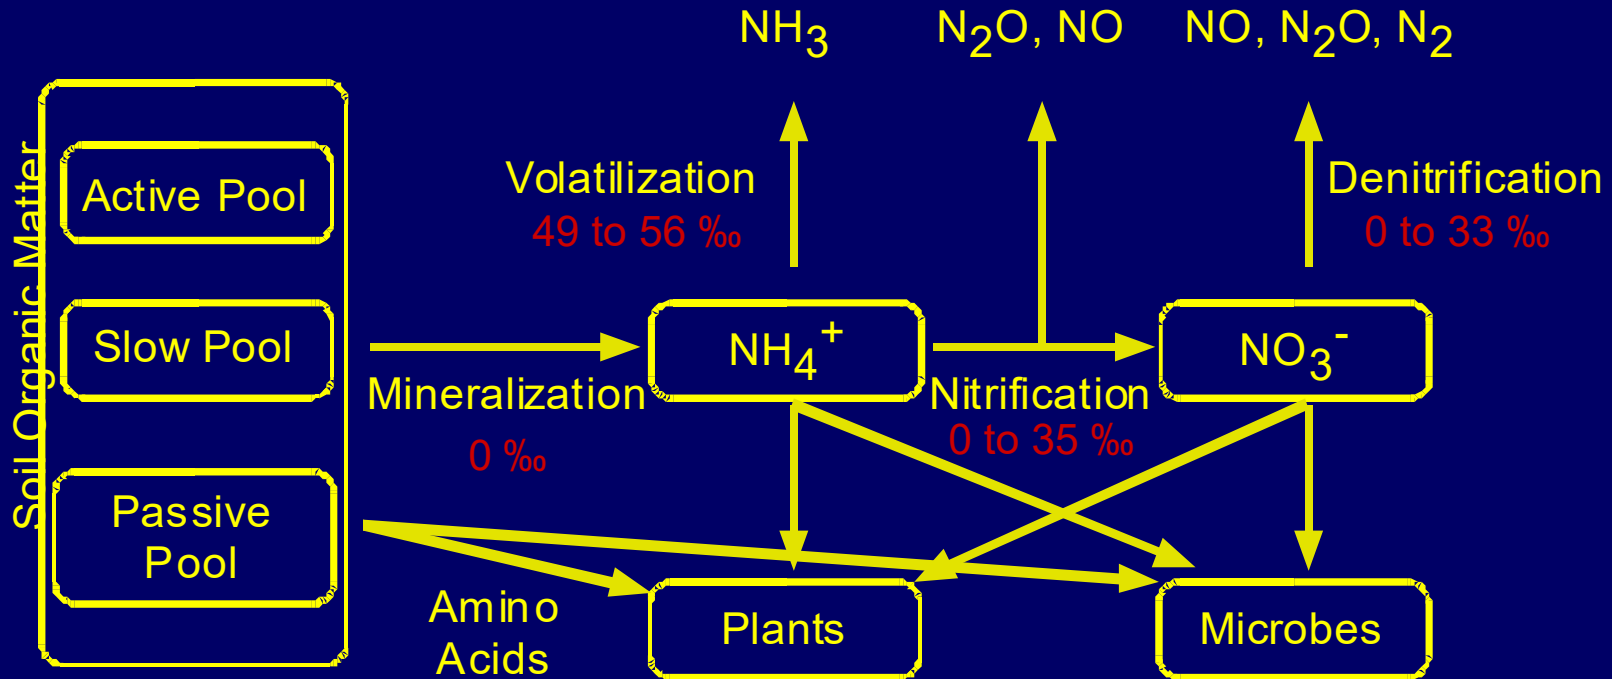 NH3
N2O, NO
NO, N2O, N2
Soil Organic Matter
Active Pool
Volatilization
49 to 56 ‰
Denitrification
0 to 33 ‰
Slow Pool
NH4+
NO3-
Mineralization
0 ‰
Nitrification
0 to 35 ‰
Passive
Pool
Amino
Acids
Plants
Microbes